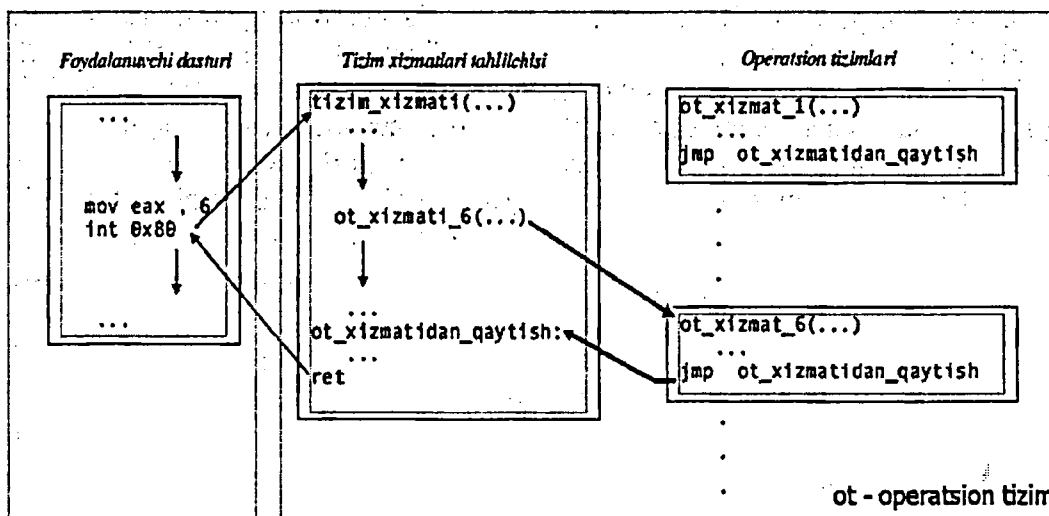 Foydalanuvchi dasturi
...
mov eax , 6
int 0x80
...
Tizim xizmatlari tahlilchisi
tizim_xizmati(...)
...
ot_xizmati_6(...)
...
ot_xizmatidan_qaytish:
...
ret
Operatsion tizimlari
ot_xizmat_1(...)
...
jmp ot_xizmatidan_qaytish
ot_xizmat_6(...)
...
jmp ot_xizmatidan_qaytish
ot - operatsion tizim